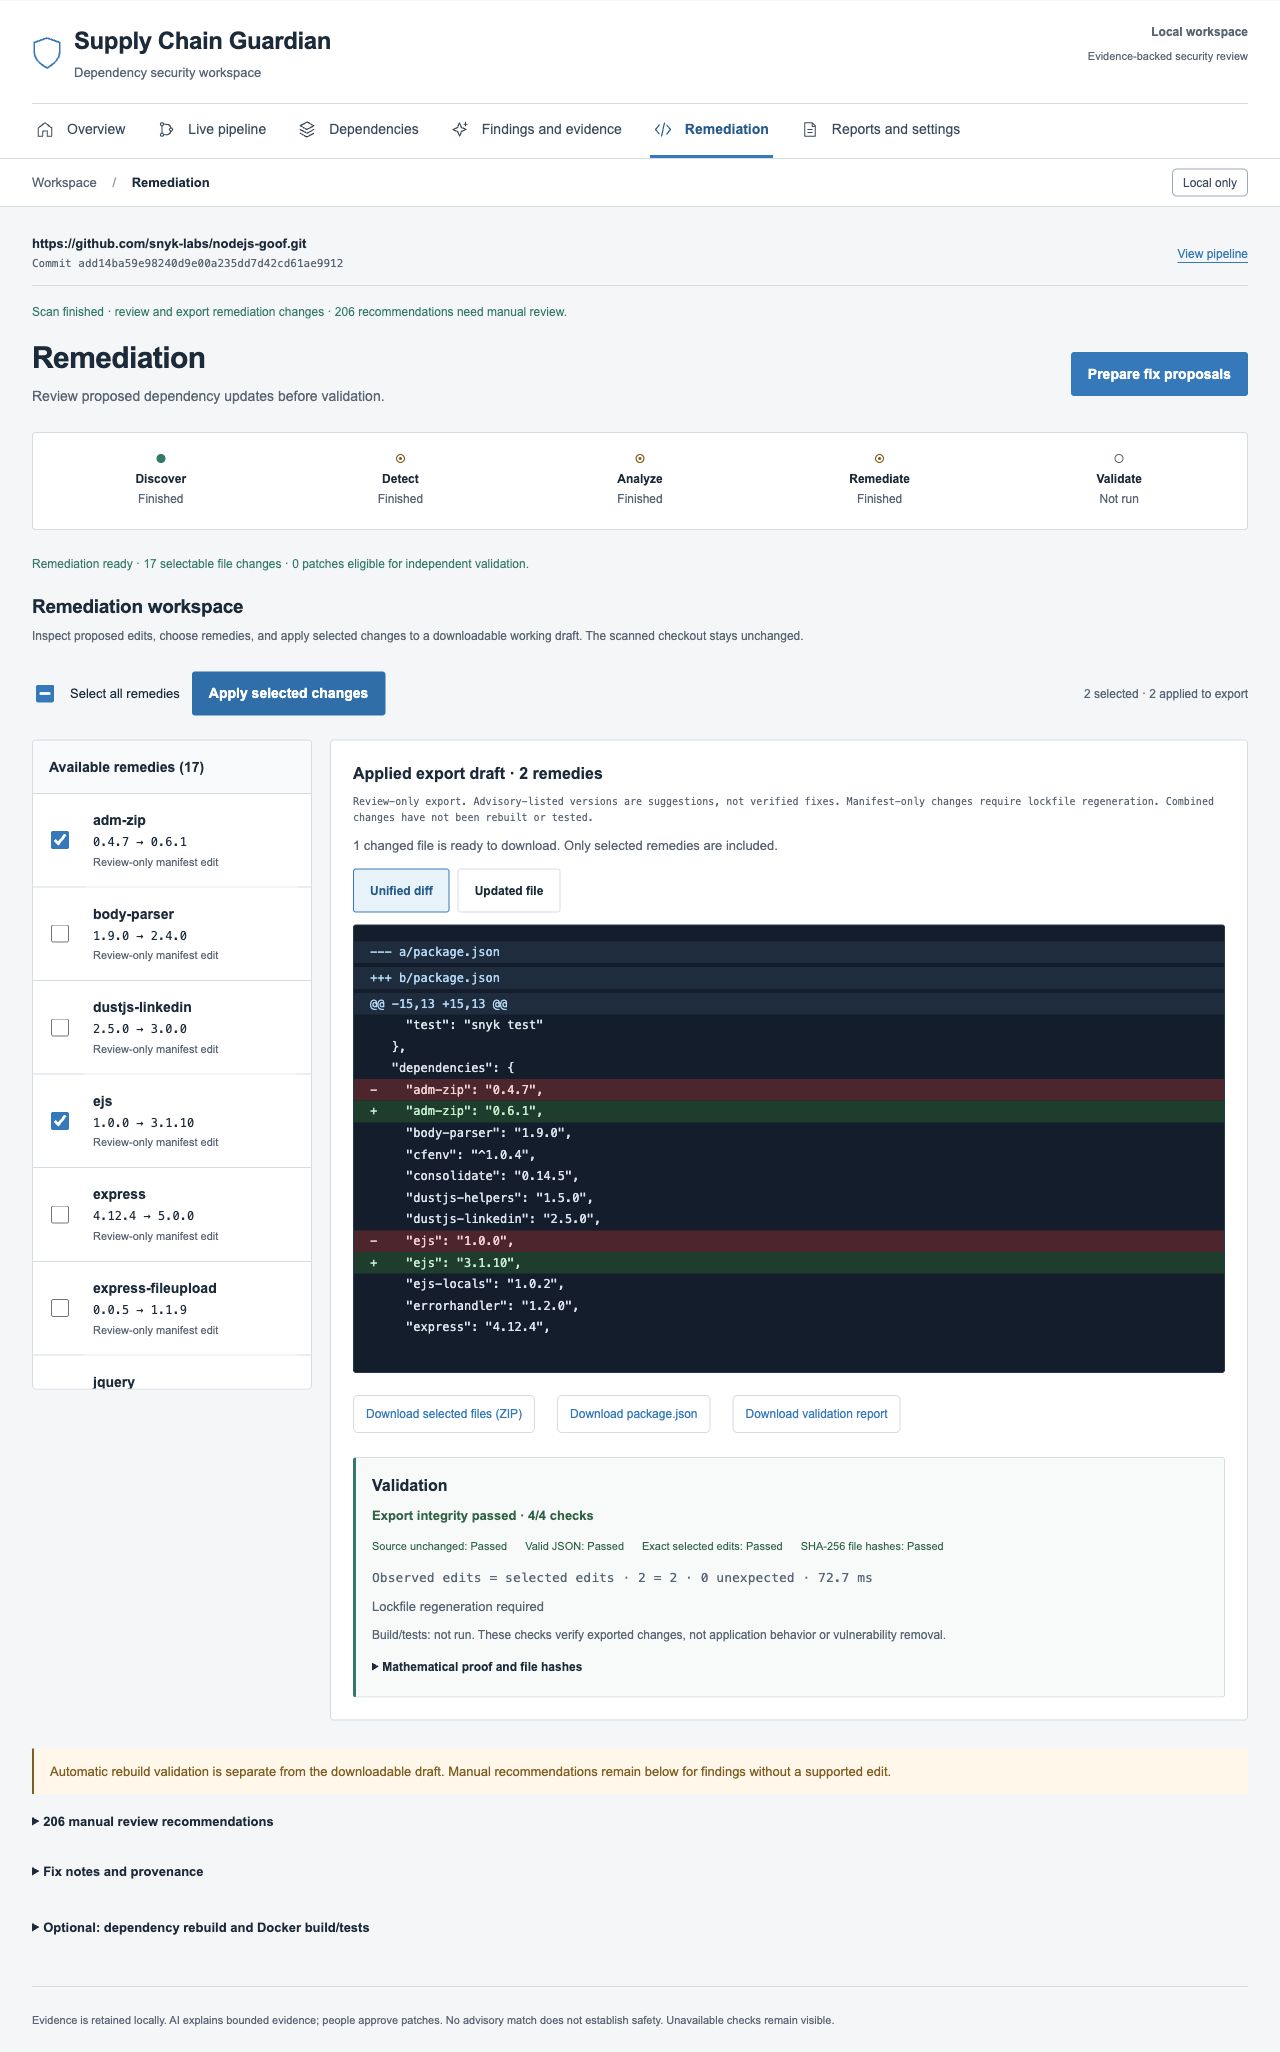 Supply Chain Guardian
Dependency security workspace
Local workspace
Evidence-backed security review
Overview
Live pipeline
Dependencies
Findings and evidence
Remediation
Reports and settings
Workspace / Remediation
Local only
https://github.com/snyk-labs/nodejs-goof.git
Commit add14ba59e98240d9e00a235dd7d42cd61ae9912
View pipeline
Scan finished · review and export remediation changes · 206 recommendations need manual review.
Remediation
Review proposed dependency updates before validation.
Prepare fix proposals
Discover
Finished
Detect
Finished
Analyze
Finished
Remediate
Finished
Validate
Not run
Remediation ready · 17 selectable file changes · 0 patches eligible for independent validation.
Remediation workspace
Inspect proposed edits, choose remedies, and apply selected changes to a downloadable working draft. The scanned checkout stays unchanged.
Select all remedies
Apply selected changes
2 selected · 2 applied to export
Available remedies (17)
adm-zip
0.4.7 → 0.6.1
Review-only manifest edit
body-parser
1.9.0 → 2.4.0
Review-only manifest edit
dustjs-linkedin
2.5.0 → 3.0.0
Review-only manifest edit
ejs
1.0.0 → 3.1.10
Review-only manifest edit
express
4.12.4 → 5.0.0
Review-only manifest edit
express-fileupload
0.0.5 → 1.1.9
Review-only manifest edit
jquery
Applied export draft · 2 remedies
Review-only export. Advisory-listed versions are suggestions, not verified fixes. Manifest-only changes require lockfile regeneration. Combined
changes have not been rebuilt or tested.
1 changed file is ready to download. Only selected remedies are included.
Unified diff
Updated file
--- a/package.json
+++ b/package.json
@@ -15,13 +15,13 @@
"test": "snyk test"
},
"dependencies": {
- "adm-zip": "0.4.7",
+ "adm-zip": "0.6.1",
"body-parser": "1.9.0",
"cfenv": "^1.0.4",
"consolidate": "0.14.5",
"dustjs-helpers": "1.5.0",
"dustjs-linkedin": "2.5.0",
- "ejs": "1.0.0",
+ "ejs": "3.1.10",
"ejs-locals": "1.0.2",
"errorhandler": "1.2.0",
"express": "4.12.4",
Download selected files (ZIP)
Download package.json
Download validation report
Validation
Export integrity passed · 4/4 checks
Source unchanged: Passed
Valid JSON: Passed
Exact selected edits: Passed
SHA-256 file hashes: Passed
Observed edits = selected edits · 2 = 2 · 0 unexpected · 72.7 ms
Lockfile regeneration required
Build/tests: not run. These checks verify exported changes, not application behavior or vulnerability removal.
Mathematical proof and file hashes
Automatic rebuild validation is separate from the downloadable draft. Manual recommendations remain below for findings without a supported edit.
206 manual review recommendations
Fix notes and provenance
Optional: dependency rebuild and Docker build/tests
Evidence is retained locally. AI explains bounded evidence; people approve patches. No advisory match does not establish safety. Unavailable checks remain visible.